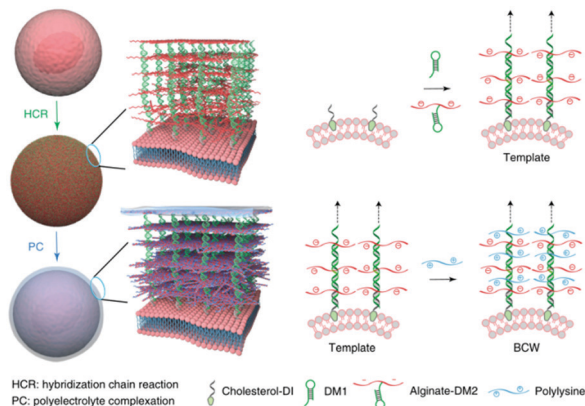 HCR
PC
Template
Template
BCW
HCR: hybridization chain reaction
PC: polyelectrolyte complexation
Cholesterol-DI
DM1
Alginate-DM2
Polylysine